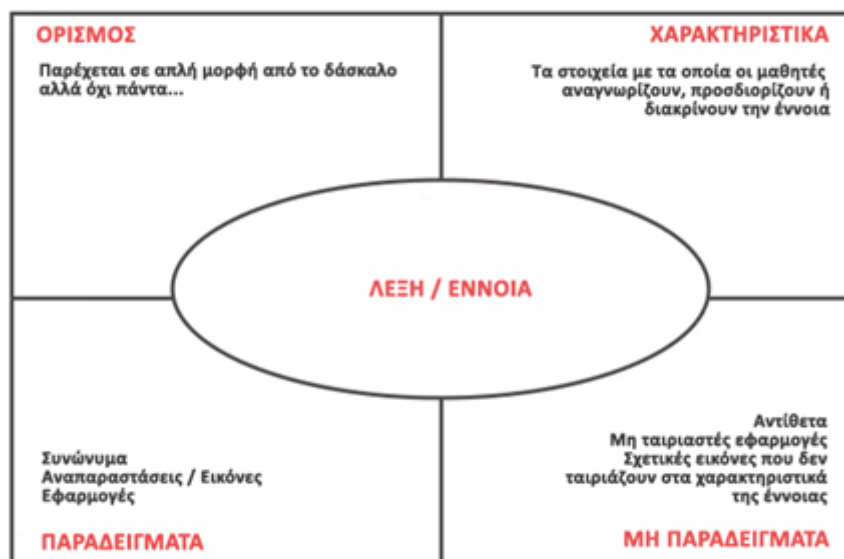 ΟΡΙΣΜΟΣ
Παρέχεται σε απλή μορφή από το δάσκαλο
αλλά όχι πάντα...
ΧΑΡΑΚΤΗΡΙΣΤΙΚΑ
Τα στοιχεία με τα οποία οι μαθητές
αναγνωρίζουν, προσδιορίζουν ή
διακρίνουν την έννοια
ΛΕΞΗ / ΕΝΝΟΙΑ
Συνώνυμα
Αναπαραστάσεις / Εικόνες
Εφαρμογές
ΠΑΡΑΔΕΙΓΜΑΤΑ
Αντίθετα
Μη ταιριαστές εφαρμογές
Σχετικές εικόνες που δεν
ταιριάζουν στα χαρακτηριστικά
της έννοιας
ΜΗ ΠΑΡΑΔΕΙΓΜΑΤΑ